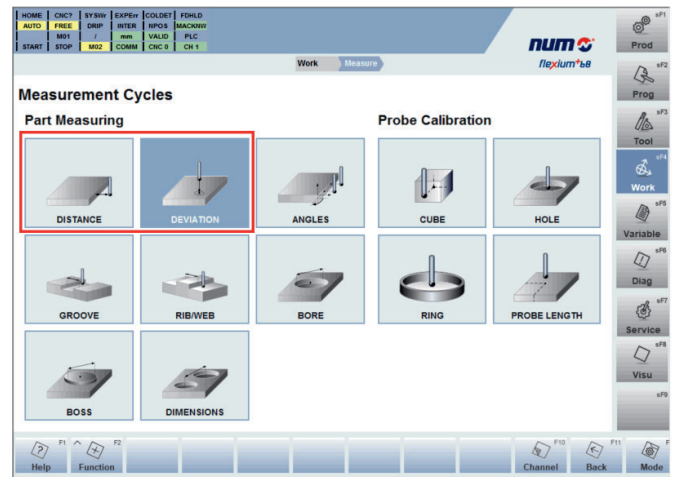 HOME CNC? SYSWr EXPErr COLDET FDHLD
AUTO FREE DRIP INTER NPOS MACKINW
M01 / mm VALID PLC
START STOP M02 COMM CNC 0 CH 1
num
flexium+68
Work Measure
Measurement Cycles
Part Measuring
Probe Calibration
DISTANCE DEVIATION ANGLES CUBE HOLE
GROOVE RIB/WEB BORE RING PROBE LENGTH
BOSS DIMENSIONS
sF1
Prod
sF2
Prog
sF3
Tool
sF4
Work
sF5
Variable
sF6
Diag
sF7
Service
sF8
Visu
sF9
F1 F2 F10 F11 F
Help Function Channel Back Mode